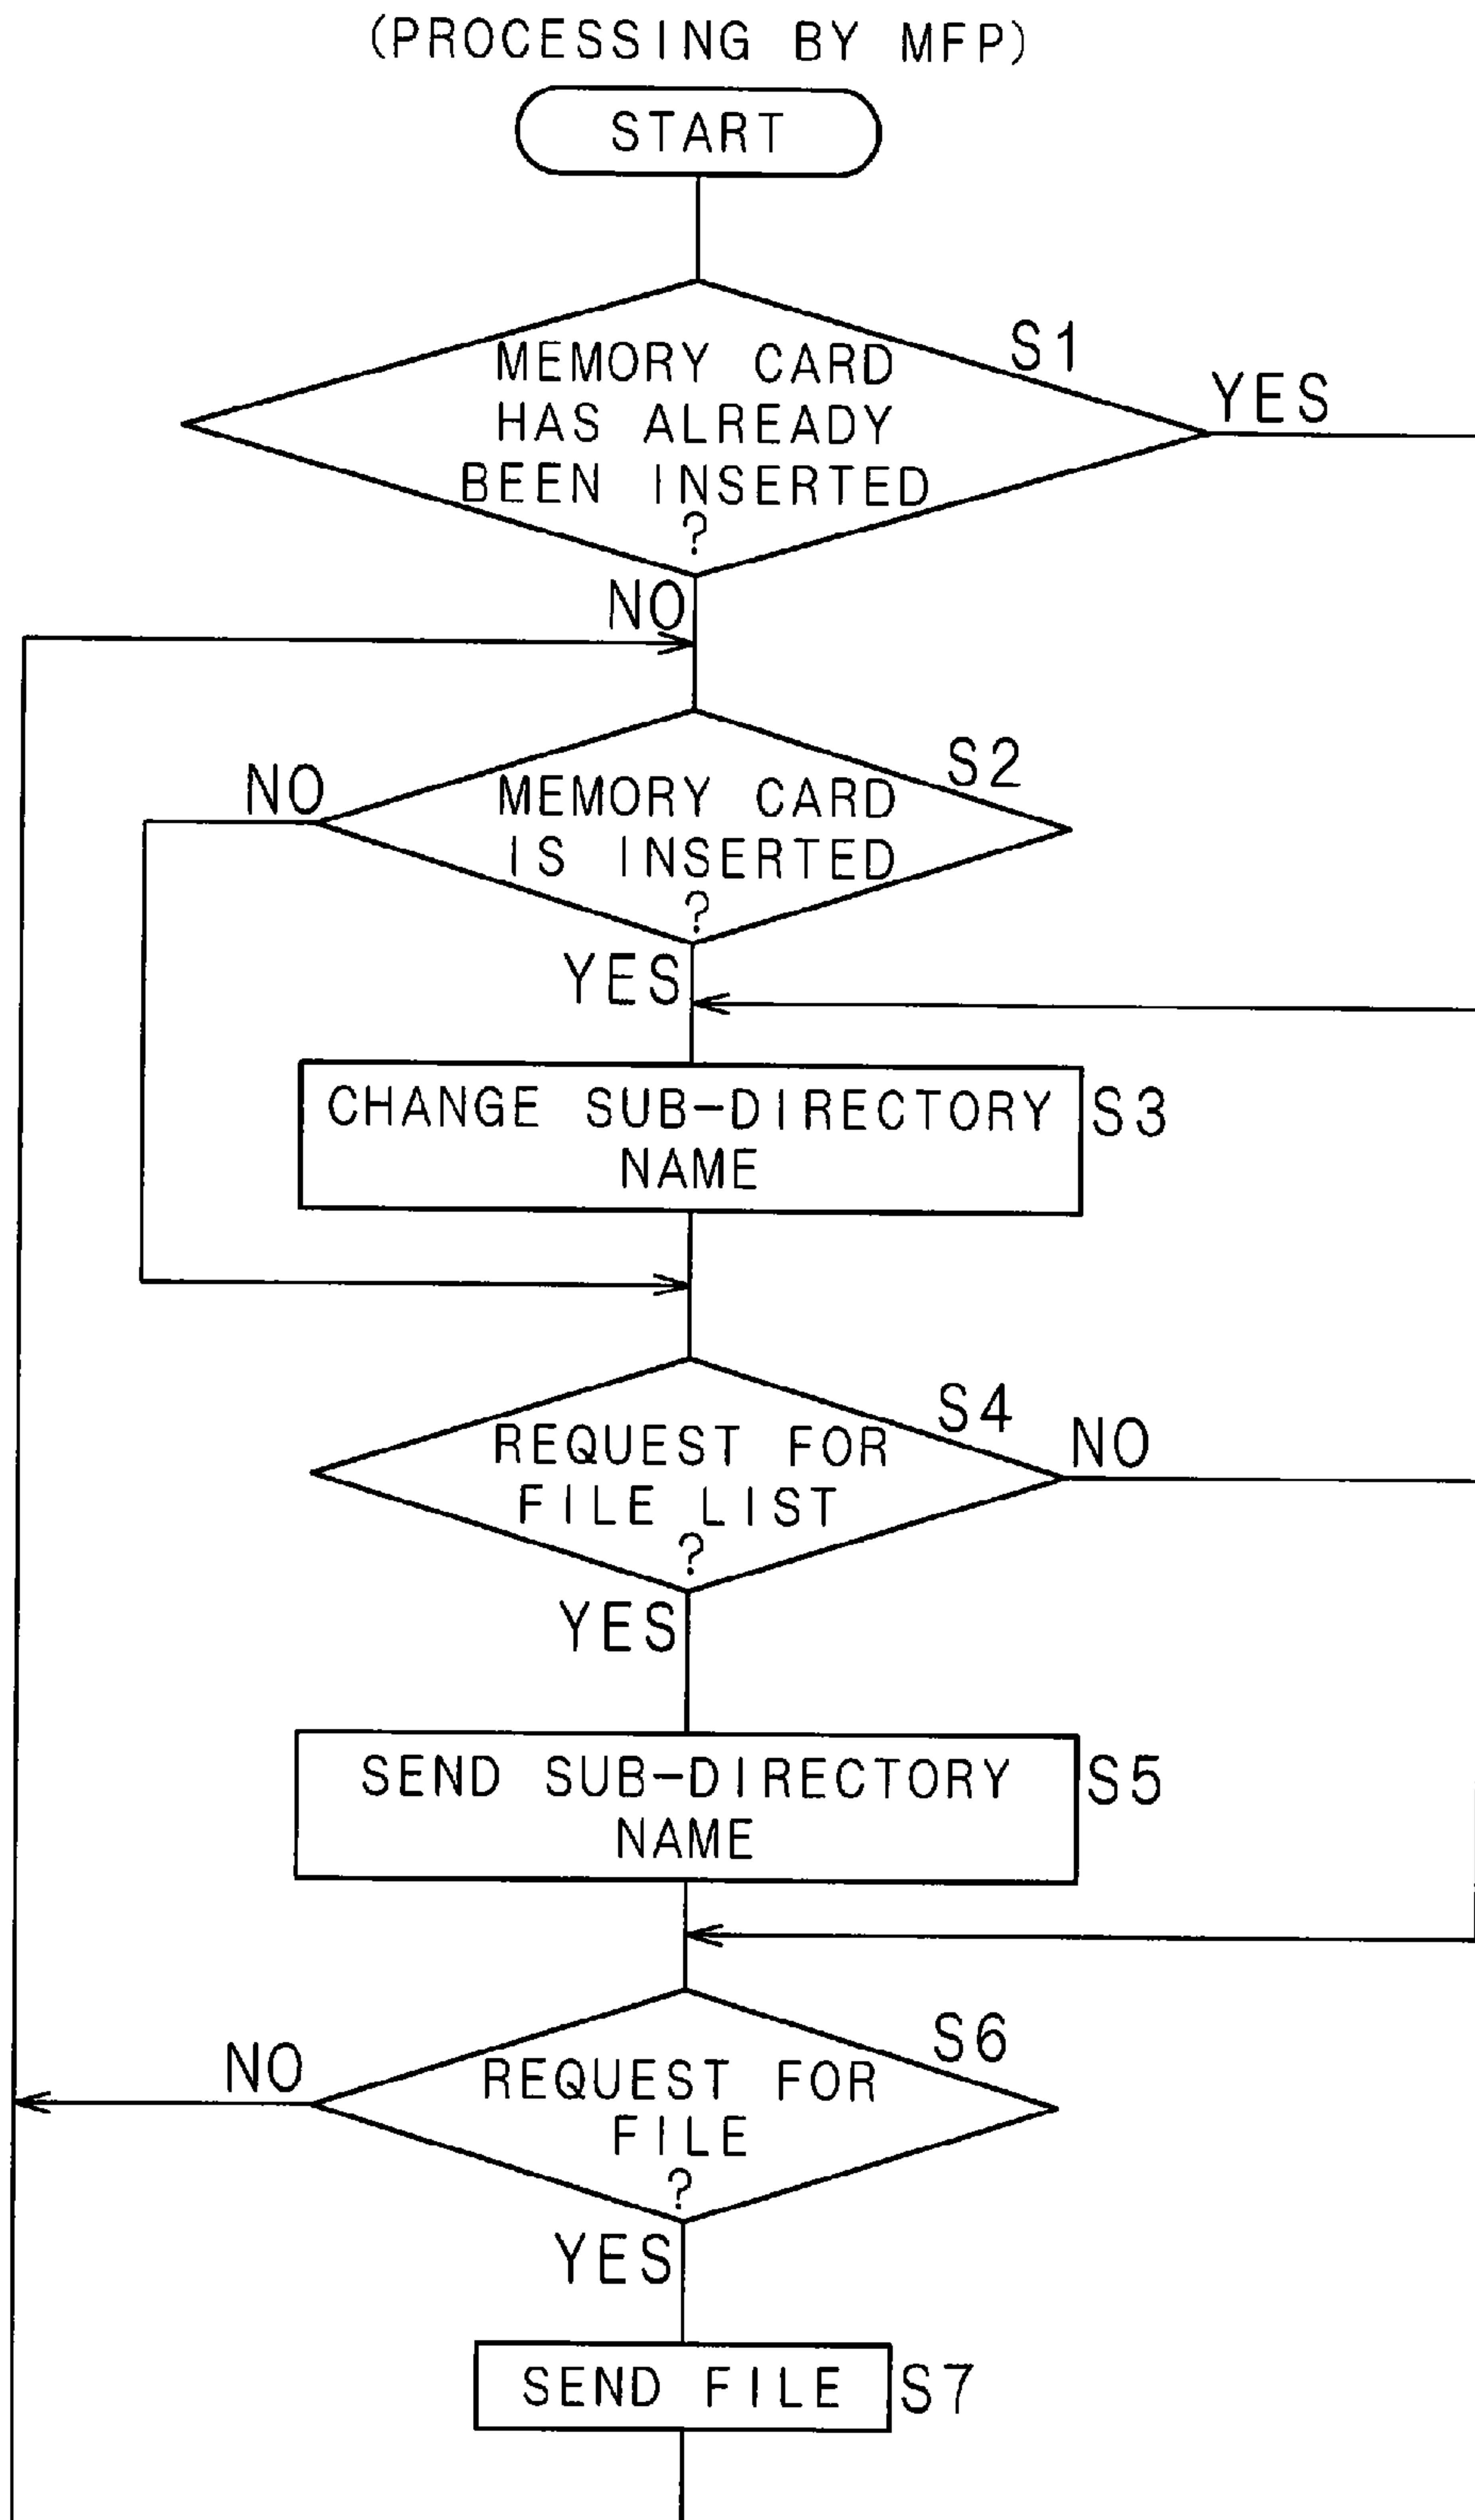 (PROCESSING BY MFP)
START
S1
MEMORY CARD
HAS ALREADY
BEEN INSERTED
?
YES
NO
S2
NO
MEMORY CARD
IS INSERTED
?
YES
CHANGE SUB-DIRECTORY
NAME
S3
S4
REQUEST FOR
FILE LIST
?
NO
YES
SEND SUB-DIRECTORY
NAME
S5
S6
NO
REQUEST FOR
FILE
?
YES
SEND FILE
S7